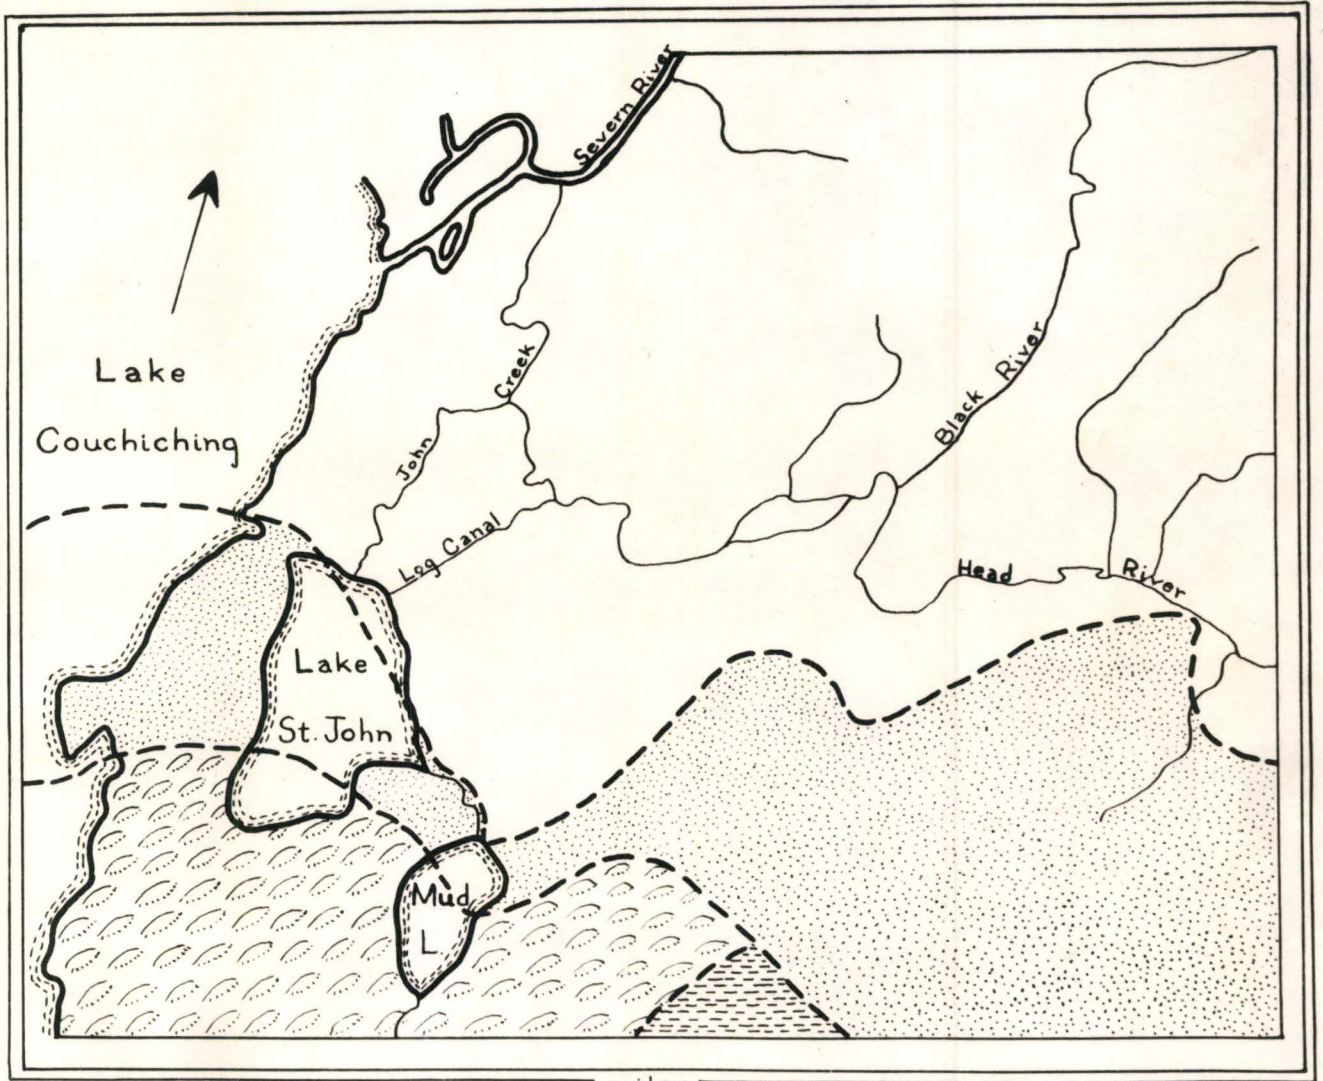 Severn River
Lake
Couchiching
Creek
John
Log Canal
Black River
Head River
Lake
St. John
Mud
L